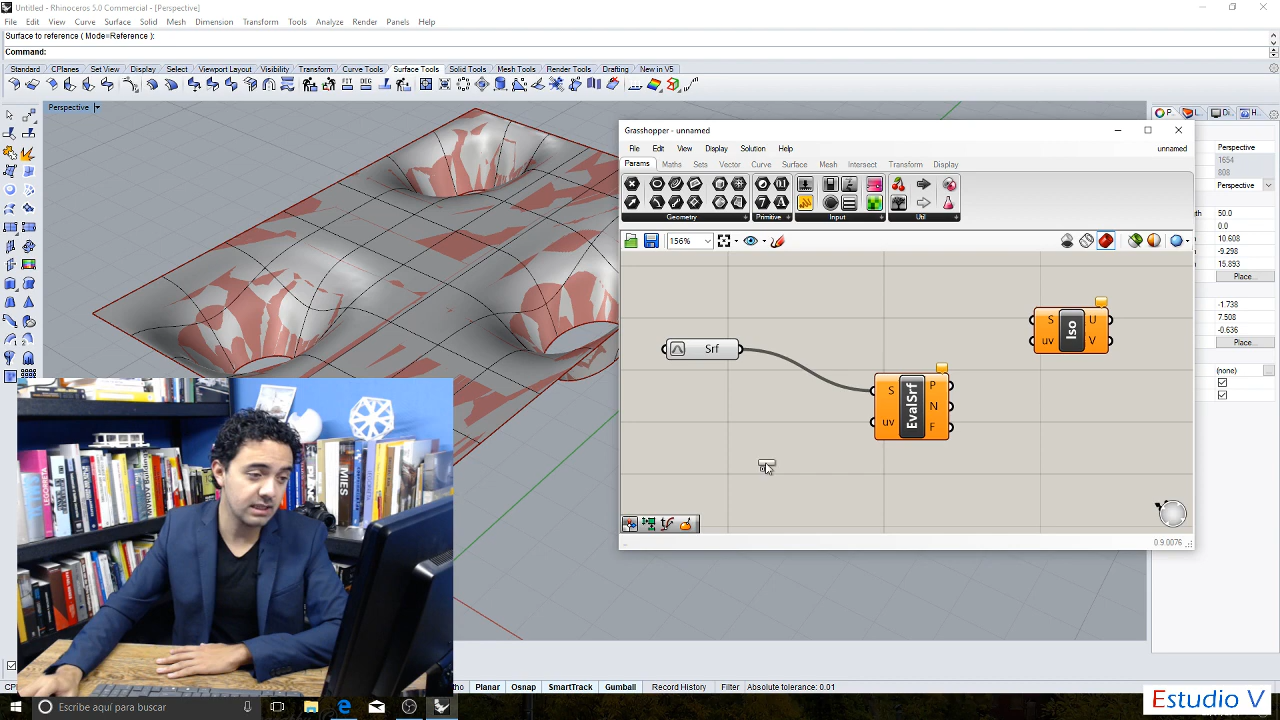 Untitled - Rhinoceros 5.0 Commercial - [Perspective]
File Edit View Curve Surface Solid Mesh Dimension Transform Tools Analyze Render Panels Help
Surface to reference ( Mode=Reference ):
Command:
Standard CPlanes Set View Display Select Viewport Layout Visibility Transform Curve Tools Surface Tools Solid Tools Mesh Tools Render Tools Drafting New in V5
Perspective
Grasshopper - unnamed
File Edit View Display Solution Help unnamed
Params Maths Sets Vector Curve Surface Mesh Intersect Transform Display
Geometry Primitive Input Util
156%
Srf
S
uv
EvalSrf
P
N
F
S
uv
Iso
U
V
0.9.0076
Perspective
1654
808
Perspective
50.0
0.0
10.608
-9.298
15.893
Place...
-1.738
7.508
-0.636
Place...
(none)
MIES
Planar Osnap SmartTrack Gumball Record History Filter Absolute tolerance: 0.01
Escribe aquí para buscar
Estudio V